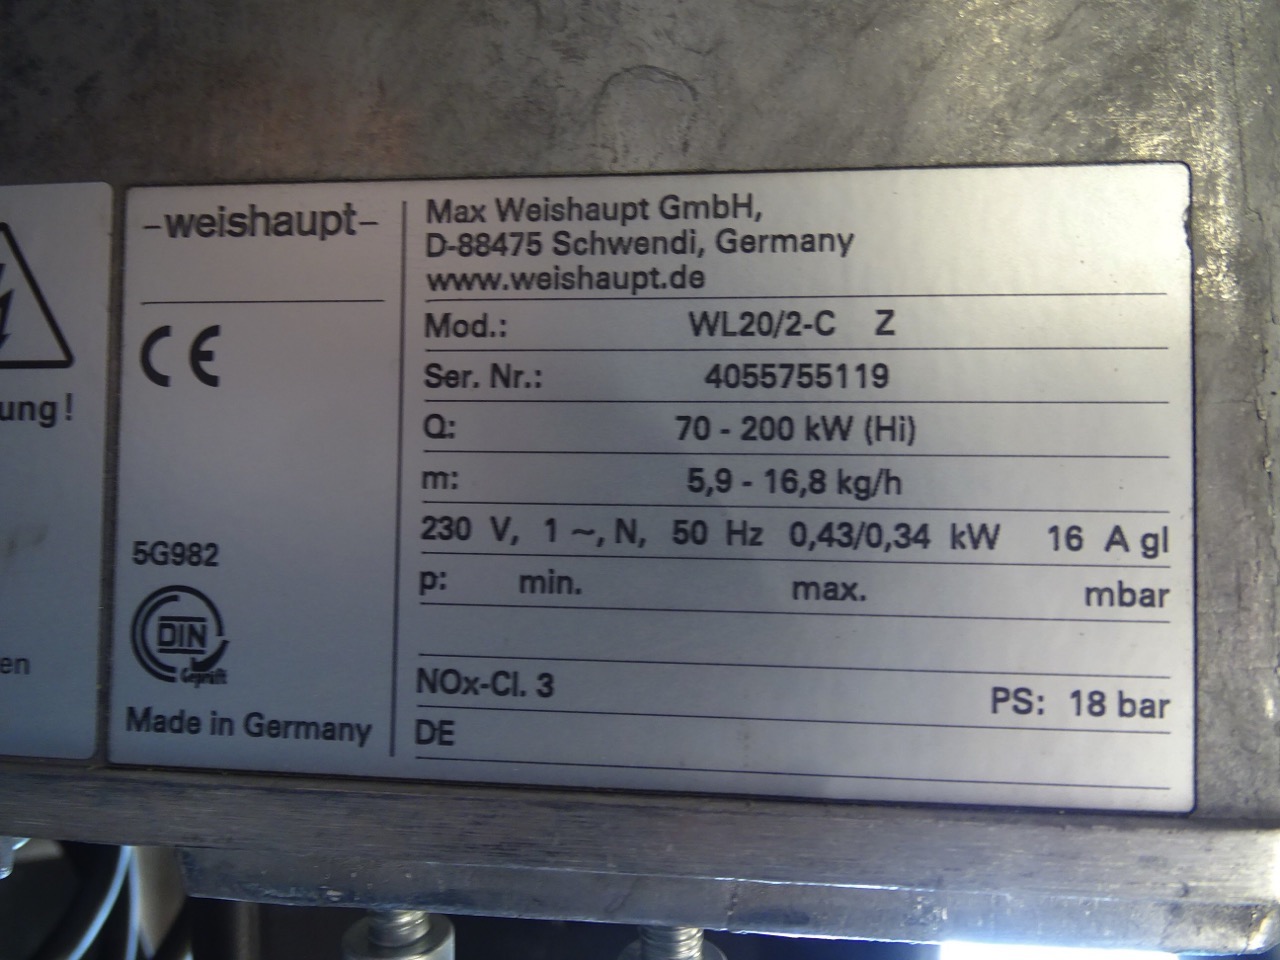 ung!
en
-weishaupt-
CE
5G982
DIN
Geprüft
Made in Germany
Max Weishaupt GmbH,
D-88475 Schwendi, Germany
www.weishaupt.de
Mod.: WL20/2-C Z
Ser. Nr.: 4055755119
Q: 70 - 200 kW (Hi)
m: 5,9 - 16,8 kg/h
230 V, 1 ~, N, 50 Hz 0,43/0,34 kW 16 A gl
p: min. max. mbar
NOx-Cl. 3 PS: 18 bar
DE